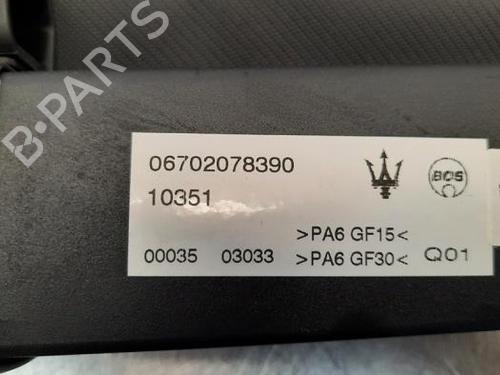 B-PARTS
06702078390
10351
BOS
>PA6 GF15<
00035 03033 >PA6 GF30< Q01